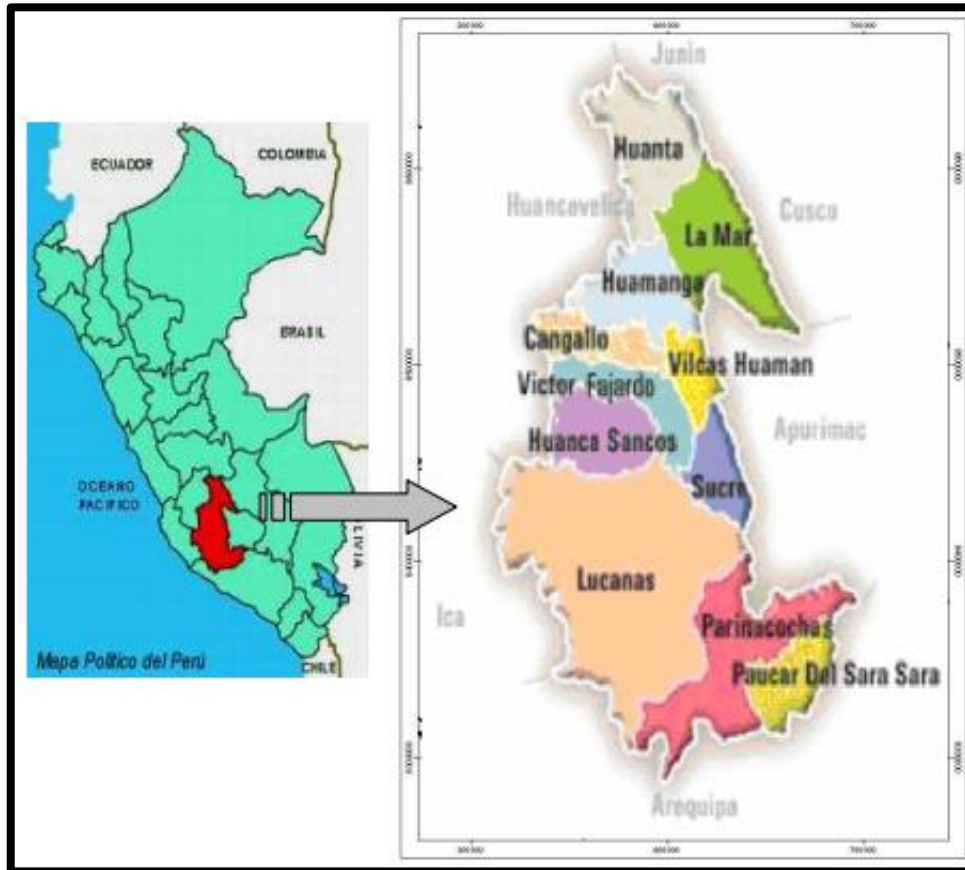 ECUADOR
COLOMBIA
BRASIL
OCEANO
PACIFICO
LIVIA
CHILE
Mapa Político del Perú
Junín
Huanta
Huancavelica
Cusco
La Mar
Huamanga
Cangallo
Vilcas Huaman
Victor Fajardo
Apurimac
Huanca Sancos
Sucre
Lucanas
Ica
Parinacochas
Paucar Del Sara Sara
Arequipa